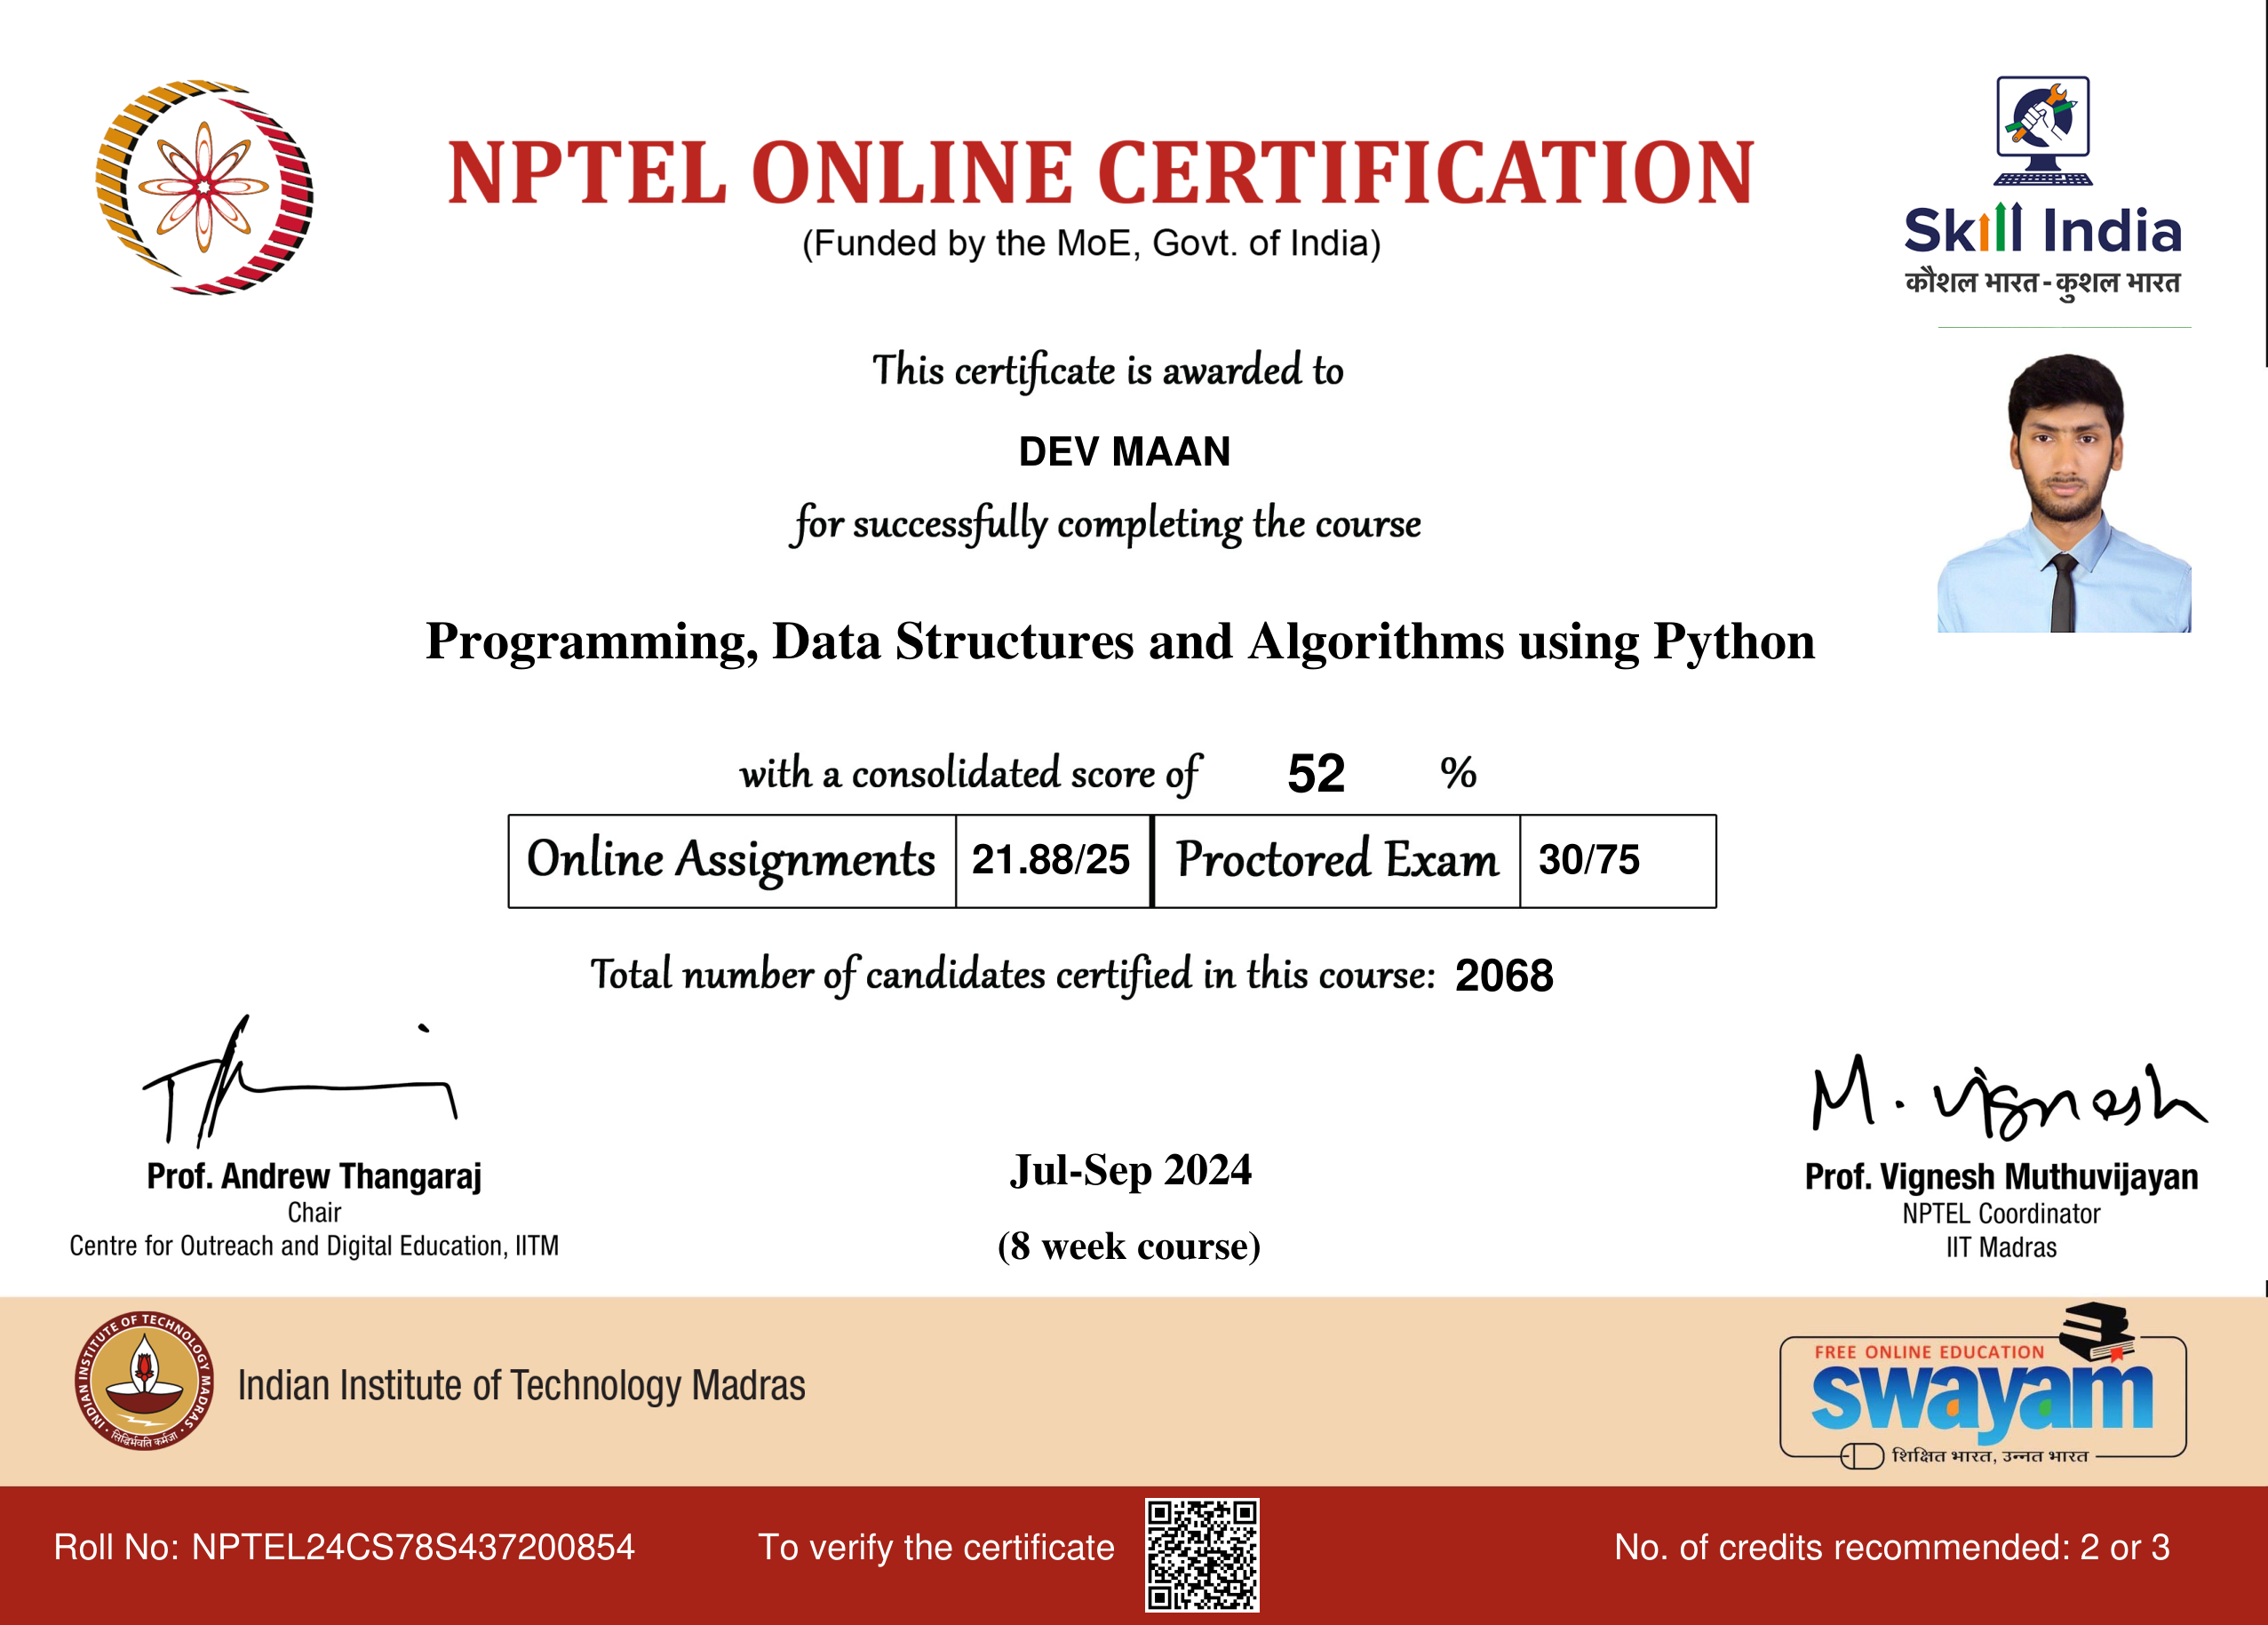 NPTEL ONLINE CERTIFICATION
(Funded by the MoE, Govt. of India)
Skill India
कौशल भारत - कुशल भारत
This certificate is awarded to
DEV MAAN
for successfully completing the course
Programming, Data Structures and Algorithms using Python
with a consolidated score of 52 %
Online Assignments 21.88/25 Proctored Exam 30/75
Total number of candidates certified in this course: 2068
M. Vignesh
Prof. Andrew Thangaraj
Chair
Centre for Outreach and Digital Education, IITM
Jul-Sep 2024
(8 week course)
Prof. Vignesh Muthuvijayan
NPTEL Coordinator
IIT Madras
INDIAN INSTITUTE OF TECHNOLOGY MADRAS
सिद्धिर्भवति कर्मजा
Indian Institute of Technology Madras
FREE ONLINE EDUCATION
swayam
शिक्षित भारत, उन्नत भारत
Roll No: NPTEL24CS78S437200854
To verify the certificate
No. of credits recommended: 2 or 3